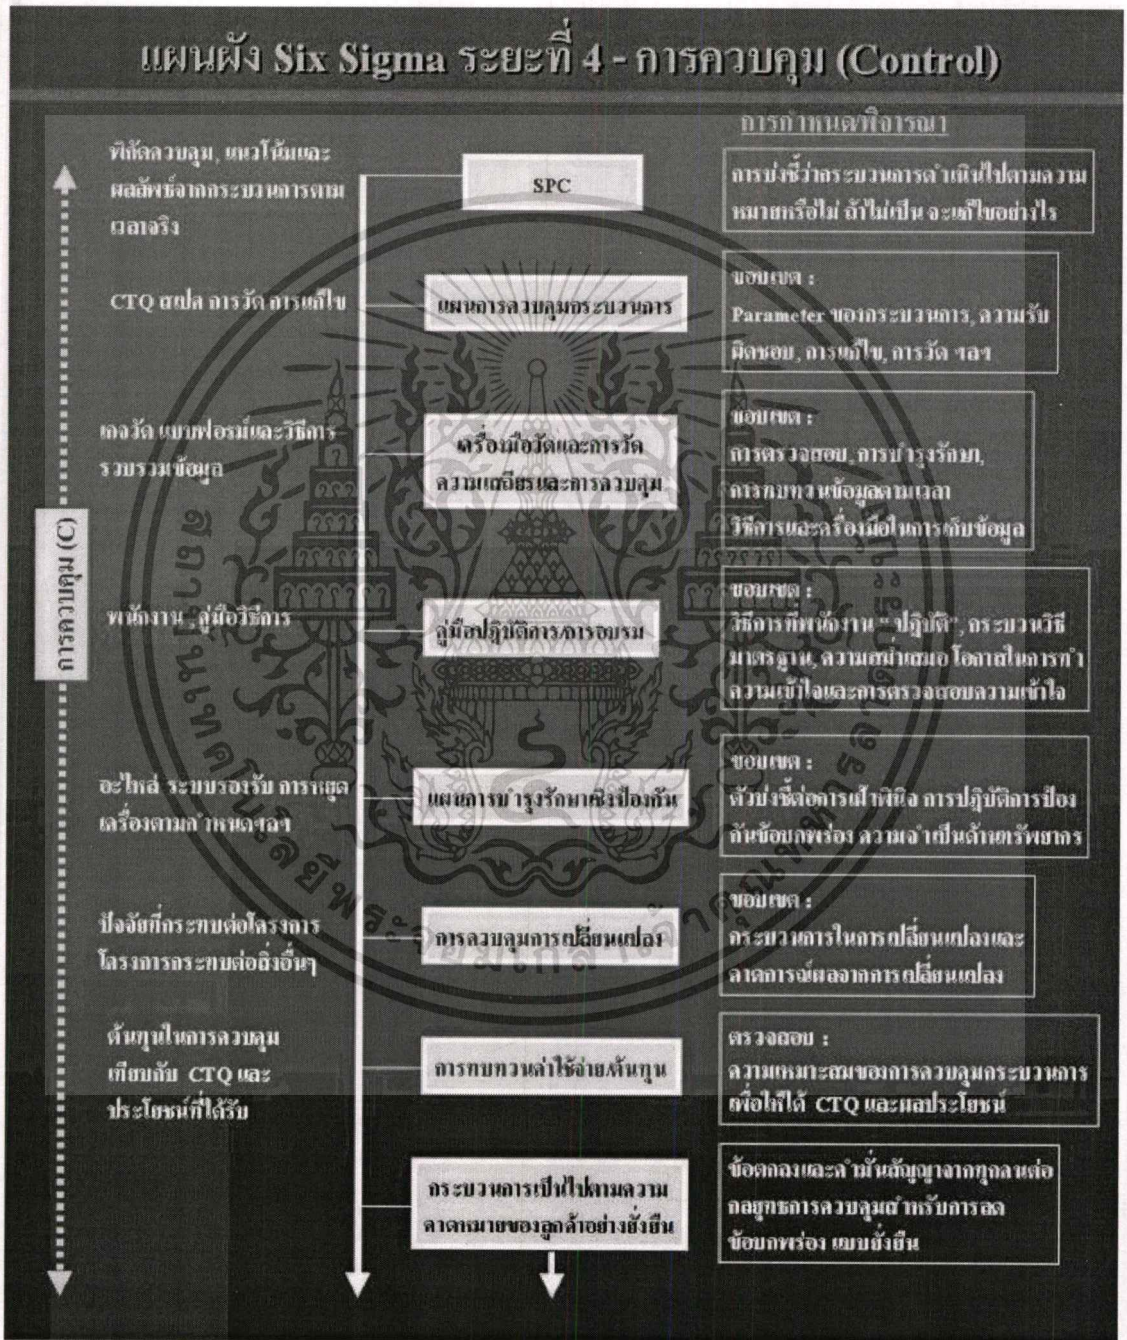 แผนผัง Six Sigma ระยะที่ 4 - การควบคุม (Control)
การกำหนด/พิจารณา
พิกัดควบคุม, แนวโน้มและ
ผลลัพธ์จากกระบวนการตาม
เวลาจริง
SPC
การบ่งชี้ว่ากระบวนการดำเนินไปตามความ
หมายหรือไม่ ถ้าไม่เป็น จะแก้ไขอย่างไร
CTQ สเปค การวัด การแก้ไข
แผนการควบคุมกระบวนการ
ขอบเขต :
Parameter ของกระบวนการ, ความรับ
ผิดชอบ, การแก้ไข, การวัด ฯลฯ
เกจวัด แบบฟอร์มและวิธีการ
รวบรวมข้อมูล
เครื่องมือวัดและการวัด
ความเสถียรและการควบคุม
ขอบเขต :
การตรวจสอบ, การบำรุงรักษา,
การทบทวนข้อมูลตามเวลา
วิธีการและเครื่องมือในการเก็บข้อมูล
การควบคุม (C)
พนักงาน , คู่มือวิธีการ
คู่มือปฏิบัติการ/การอบรม
ขอบเขต :
วิธีการที่พนักงาน " ปฏิบัติ", กระบวนวิธี
มาตรฐาน, ความสม่ำเสมอ โอกาสในการทำ
ความเข้าใจและการตรวจสอบความเข้าใจ
อะไหล่ ระบบรองรับ การหยุด
เครื่องตามกำหนดฯลฯ
แผนการบำรุงรักษาเชิงป้องกัน
ขอบเขต :
ตัวบ่งชี้ต่อการเฝ้าพินิจ การปฏิบัติการป้อง
กันข้อบกพร่อง ความจำเป็นด้านทรัพยากร
ปัจจัยที่กระทบต่อโครงการ
โครงการกระทบต่อสิ่งอื่นๆ
การควบคุมการเปลี่ยนแปลง
ขอบเขต :
กระบวนการในการเปลี่ยนแปลงและ
คาดการณ์ผลจากการเปลี่ยนแปลง
ต้นทุนในการควบคุม
เทียบกับ CTQ และ
ประโยชน์ที่ได้รับ
การทบทวนค่าใช้จ่าย/ต้นทุน
ตรวจสอบ :
ความเหมาะสมของการควบคุมกระบวนการ
เพื่อให้ได้ CTQ และผลประโยชน์
กระบวนการเป็นไปตามความ
คาดหมายของลูกค้าอย่างยั่งยืน
ข้อตกลงและคำมั่นสัญญาจากทุกคนต่อ
กลยุทธการควบคุมสำหรับการลด
ข้อบกพร่อง แบบยั่งยืน
สถาบันเทคโนโลยีพระจอมเกล้าเจ้าคุณทหารลาดกระบัง